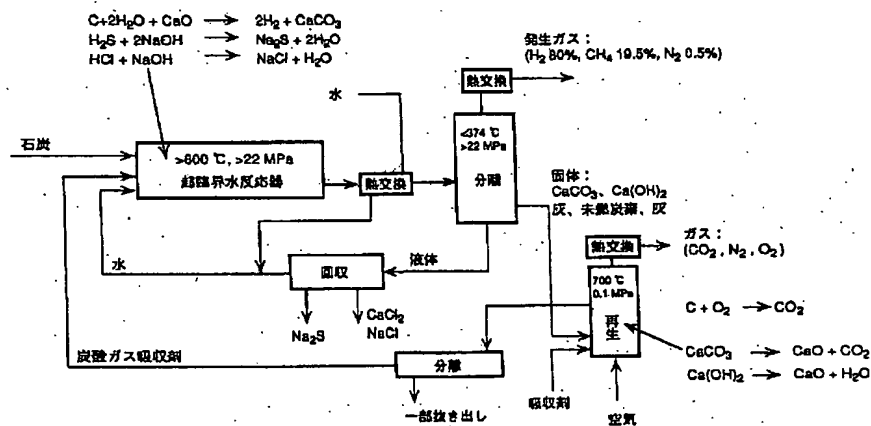 C+2H₂O + CaO → 2H₂ + CaCO₃
H₂S + 2NaOH → Na₂S + 2H₂O
HCl + NaOH → NaCl + H₂O
発生ガス：
(H₂ 80%, CH₄ 19.5%, N₂ 0.5%)
熱交換
水
石炭
>600 ℃, >22 MPa
超臨界水反応器
熱交換
≤374 ℃
>22 MPa
分離
固体：
CaCO₃、Ca(OH)₂
灰、未燃炭素、灰
ガス：
(CO₂, N₂, O₂)
熱交換
水
回収
液体
700 ℃
0.1 MPa
再生
C + O₂ → CO₂
Na₂S
CaCl₂
NaCl
CaCO₃ → CaO + CO₂
Ca(OH)₂ → CaO + H₂O
炭酸ガス吸収剤
分離
吸収剤
空気
一部抜き出し